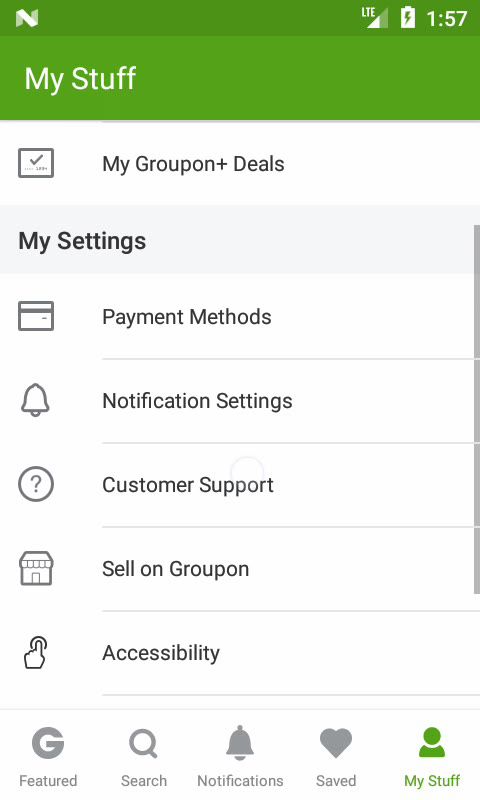 LTE 1:57
My Stuff
My Groupon+ Deals
My Settings
Payment Methods
Notification Settings
Customer Support
Sell on Groupon
Accessibility
Featured Search Notifications Saved My Stuff